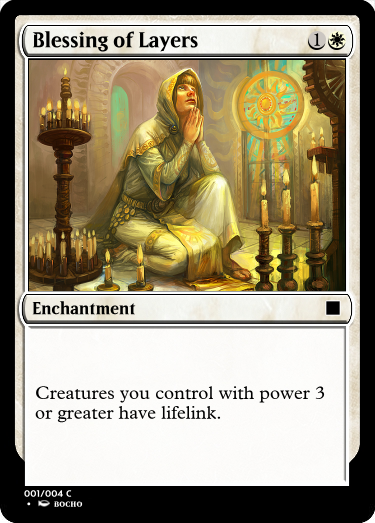 Blessing of Layers 1
Enchantment
Creatures you control with power 3
or greater have lifelink.
001/004 C
• BOCHO